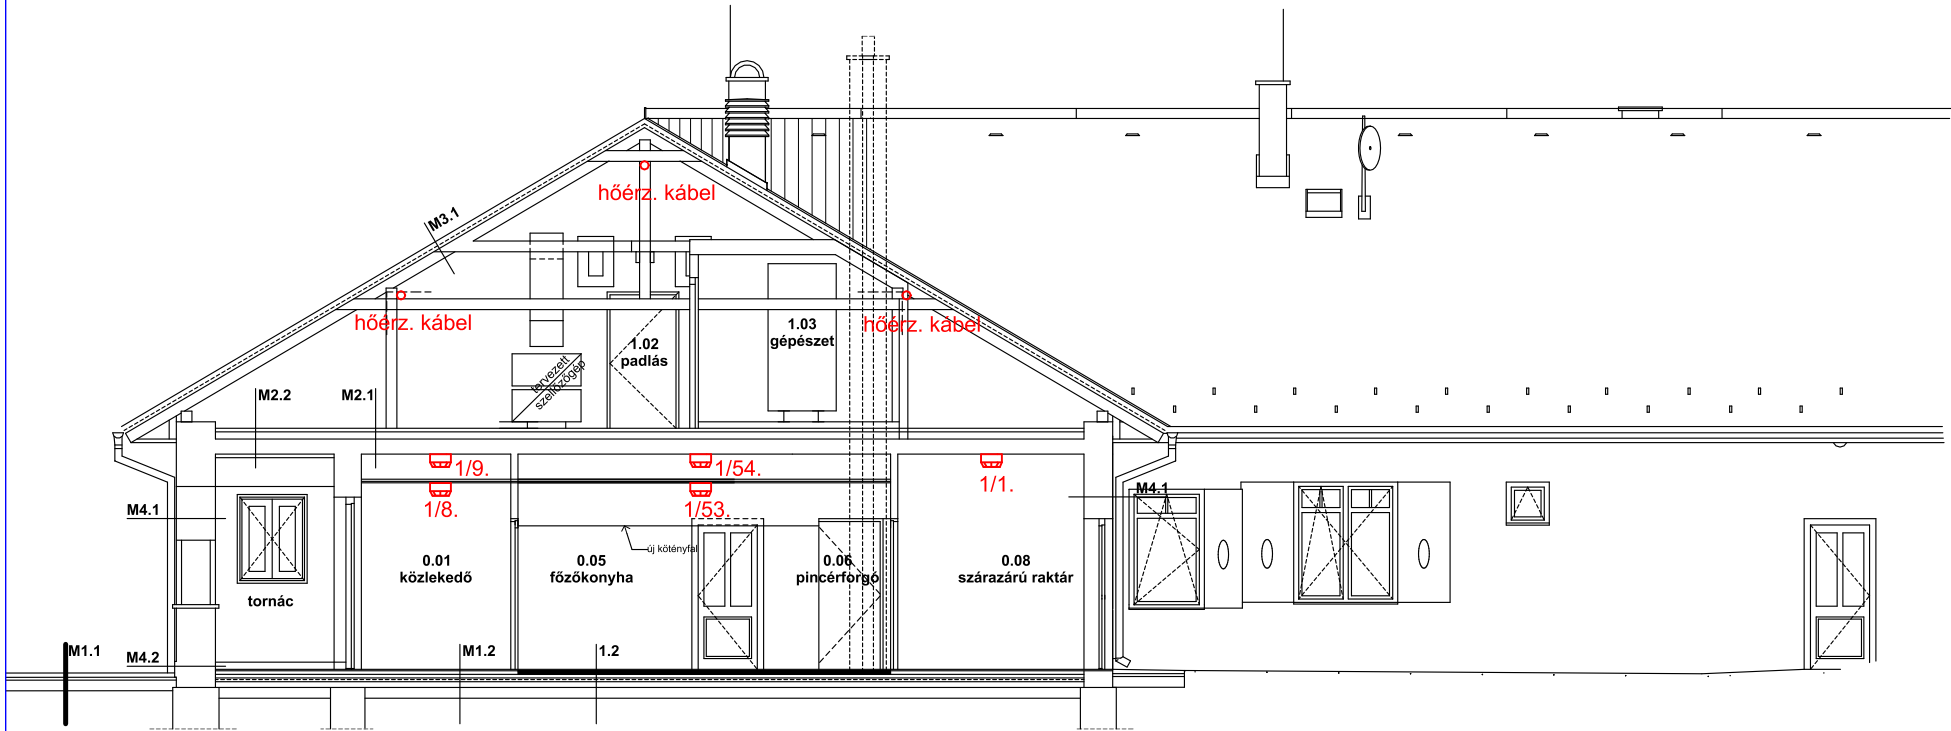 hőérz. kábel
M3.1
hőérz. kábel
hőérz. kábel
1.03
gépészet
1.02
padlás
tervezett
szellőzőgép
M2.2
M2.1
1/9.
1/54.
1/1.
1/8.
1/53.
M4.1
M4.1
új kötényfal
0.01
közlekedő
0.05
főzőkonyha
0.06
pincérforgó
0.08
szárazárú raktár
tornác
M1.1
M4.2
M1.2
1.2